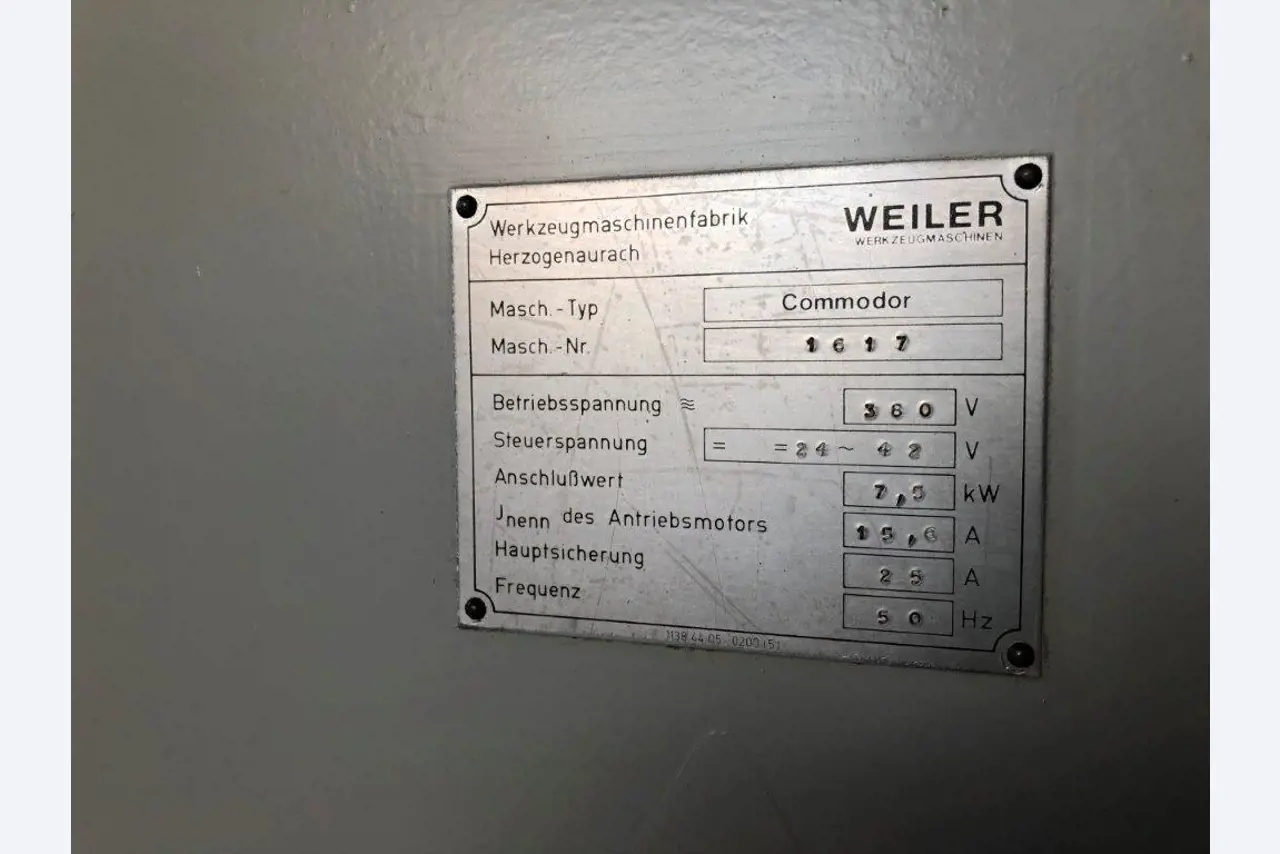 Werkzeugmaschinenfabrik
Herzogenaurach
WEILER
WERKZEUGMASCHINEN
Masch.-Typ Commodor
Masch.-Nr. 1617
Betriebsspannung ≋ 380 V
Steuerspannung = =24~ 42 V
Anschlußwert 7,5 kW
Jnenn des Antriebsmotors 15,6 A
Hauptsicherung 25 A
Frequenz 50 Hz